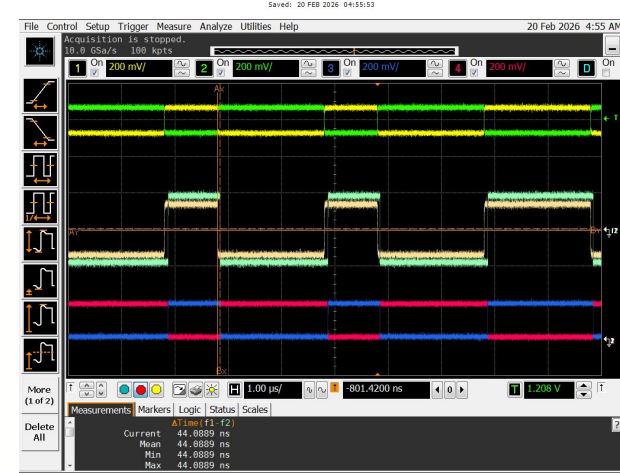 Saved: 20 FEB 2026 04:55:53
File Control Setup Trigger Measure Analyze Utilities Help 20 Feb 2026 4:55 AM
Acquisition is stopped.
10.0 GSa/s 100 kpts
1 On 200 mV/ 2 On 200 mV/ 3 On 200 mV/ 4 On 200 mV/ D On
Ax
T
AY
Bx
More
(1 of 2)
Delete
All
H 1.00 µs/ -801.4200 ns 0 T 1.208 V
Measurements Markers Logic Status Scales
ΔTime(f1-f2)
Current 44.0889 ns
Mean 44.0889 ns
Min 44.0889 ns
Max 44.0889 ns
?